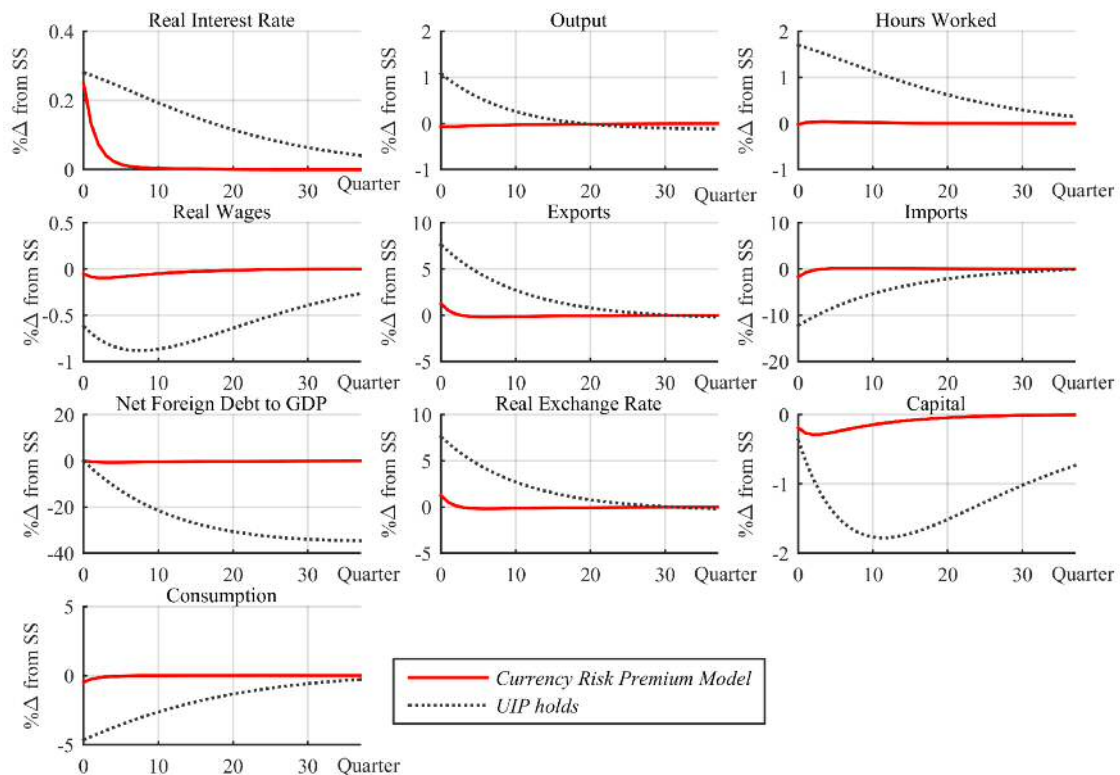 Real Interest Rate
%Δ from SS
0.4
0.2
0
0 10 20 30 Quarter
Output
%Δ from SS
2
1
0
-1
0 10 20 30
Hours Worked
%Δ from SS
2
1
0
-1
0 10 20 30
Real Wages
%Δ from SS
0.5
0
-0.5
-1
0 10 20 30 Quarter
Exports
%Δ from SS
10
5
0
-5
0 10 20 30
Imports
%Δ from SS
10
0
-10
-20
0 10 20 30
Net Foreign Debt to GDP
%Δ from SS
20
0
-20
-40
0 10 20 30 Quarter
Real Exchange Rate
%Δ from SS
10
5
0
-5
0 10 20 30 Quarter
Capital
%Δ from SS
0
-1
-2
0 10 20 30 Quarter
Consumption
%Δ from SS
5
0
-5
0 10 20 30 Quarter
Currency Risk Premium Model
UIP holds